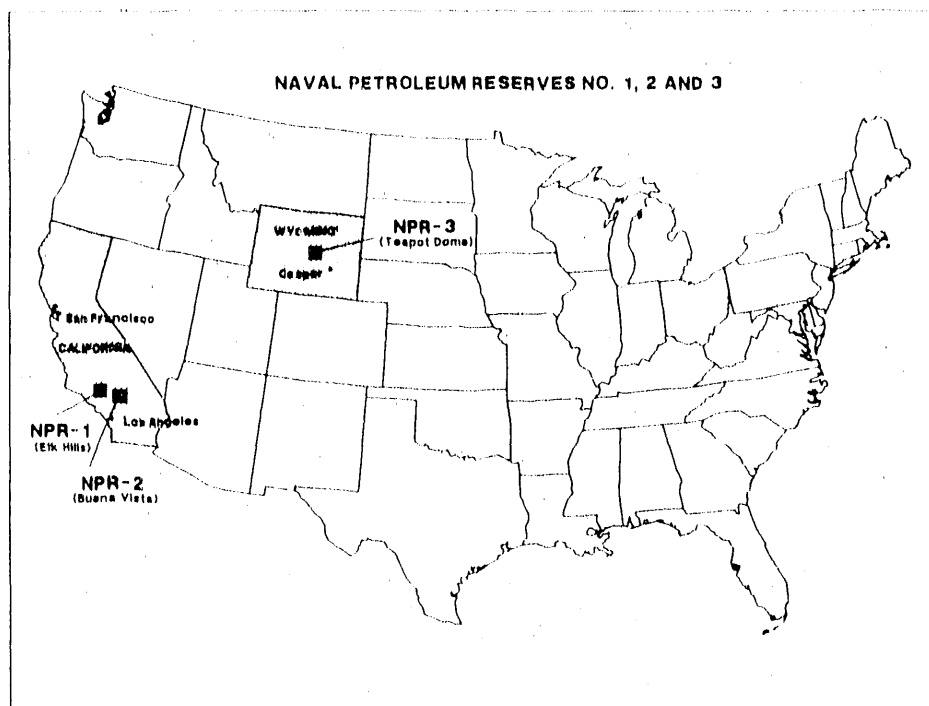 NAVAL PETROLEUM RESERVES NO. 1, 2 AND 3
WYOMING
NPR-3
(Teapot Dome)
Casper
San Francisco
CALIFORNIA
Los Angeles
NPR-1
(Elk Hills)
NPR-2
(Buena Vista)